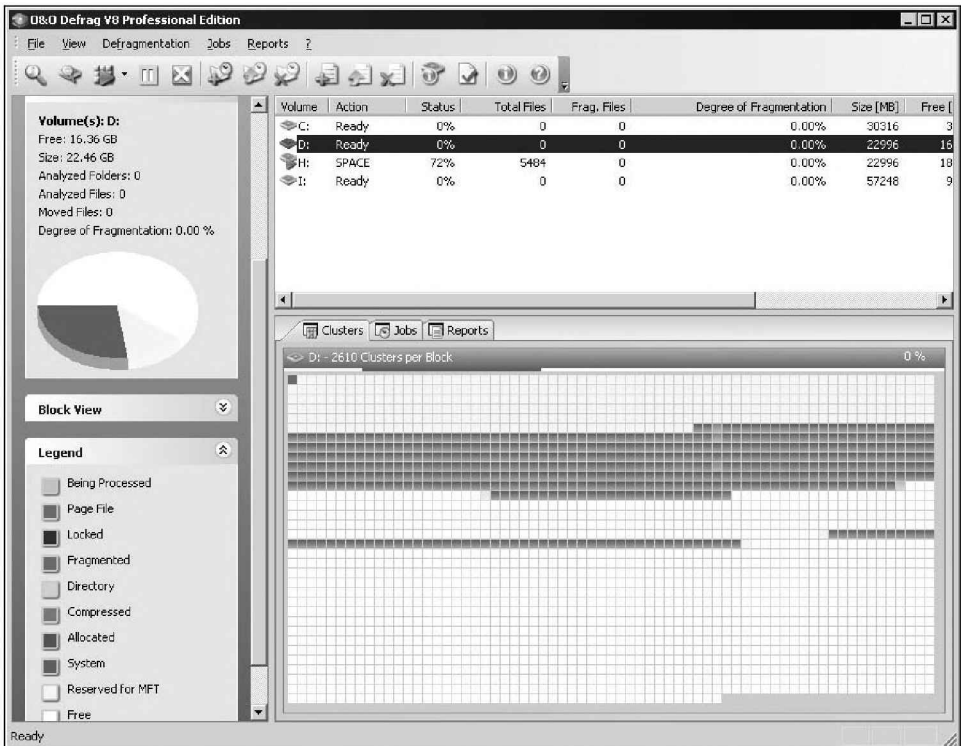 O&O Defrag V8 Professional Edition
File View Defragmentation Jobs Reports ?
Volume(s): D:
Free: 16.36 GB
Size: 22.46 GB
Analyzed Folders: 0
Analyzed Files: 0
Moved Files: 0
Degree of Fragmentation: 0.00 %
Block View
Legend
Being Processed
Page File
Locked
Fragmented
Directory
Compressed
Allocated
System
Reserved for MFT
Free
Volume Action Status Total Files Frag. Files Degree of Fragmentation Size [MB] Free [
C: Ready 0% 0 0 0.00% 30316 3
D: Ready 0% 0 0 0.00% 22996 16
H: SPACE 72% 5484 0 0.00% 22996 18
I: Ready 0% 0 0 0.00% 57248 9
Clusters Jobs Reports
D: - 2610 Clusters per Block 0 %
Ready